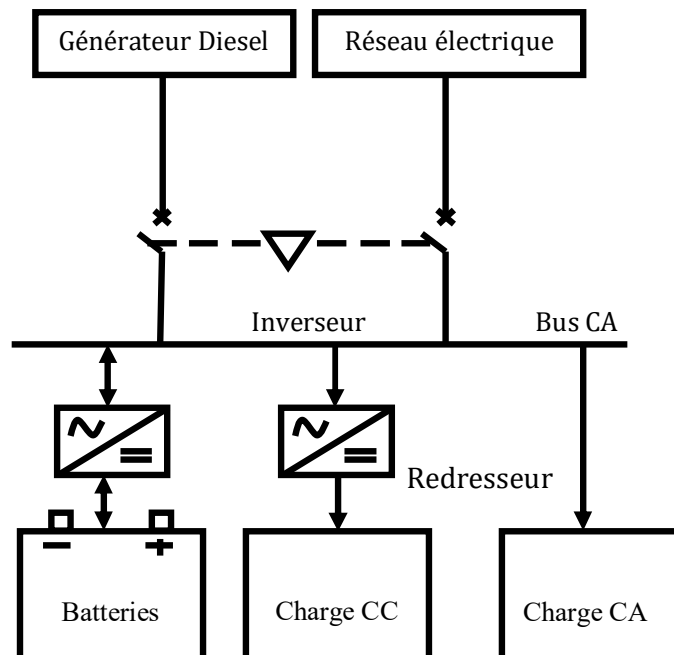 Générateur Diesel
Réseau électrique
Inverseur
Bus CA
Redresseur
Batteries
Charge CC
Charge CA